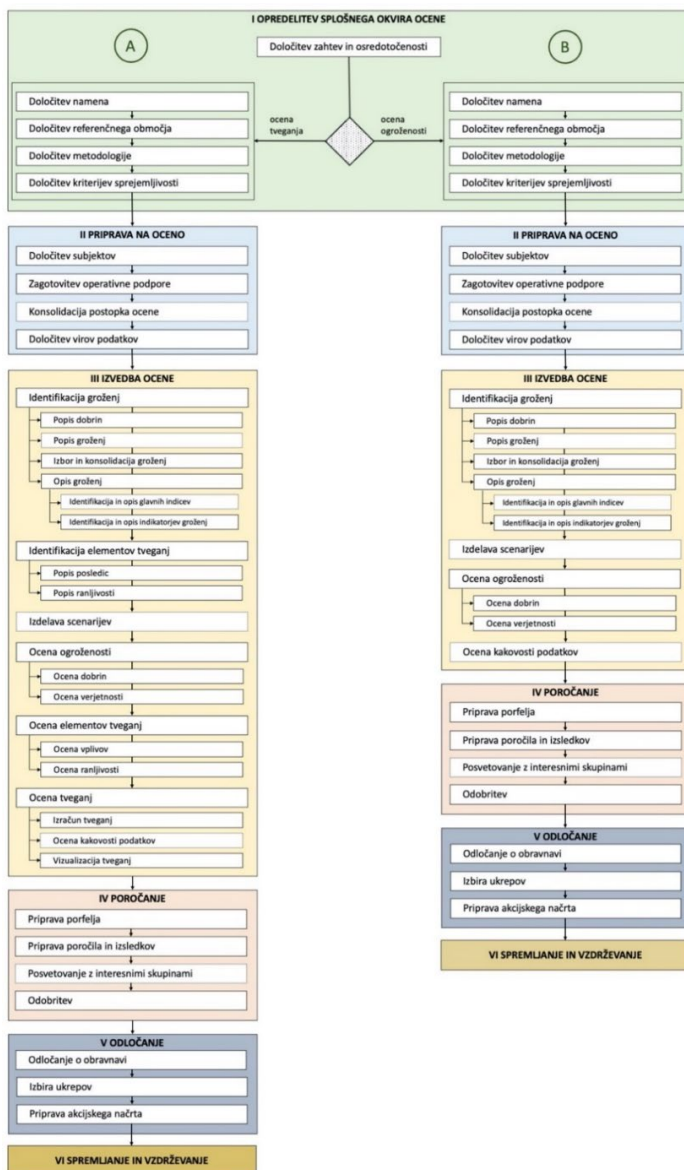 I OPREDELITEV SPLOŠNEGA OKVIRA OCENE
A
Določitev zahtev in osredotočenosti
B
ocena
tveganja
ocena
ogroženosti
Določitev namena
Določitev referenčnega območja
Določitev metodologije
Določitev kriterijev sprejemljivosti
II PRIPRAVA NA OCENO
Določitev subjektov
Zagotovitev operativne podpore
Konsolidacija postopka ocene
Določitev virov podatkov
III IZVEDBA OCENE
Identifikacija groženj
Popis dobrin
Popis groženj
Izbor in konsolidacija groženj
Opis groženj
Identifikacija in opis glavnih indicev
Identifikacija in opis indikatorjev groženj
Identifikacija elementov tveganj
Popis posledic
Popis ranljivosti
Izdelava scenarijev
Ocena ogroženosti
Ocena dobrin
Ocena verjetnosti
Ocena elementov tveganj
Ocena vplivov
Ocena ranljivosti
Ocena tveganj
Izračun tveganj
Ocena kakovosti podatkov
Vizualizacija tveganj
IV POROČANJE
Priprava porfelja
Priprava poročila in izsledkov
Posvetovanje z interesnimi skupinami
Odobritev
V ODLOČANJE
Odločanje o obravnavi
Izbira ukrepov
Priprava akcijskega načrta
VI SPREMLJANJE IN VZDRŽEVANJE
Določitev namena
Določitev referenčnega območja
Določitev metodologije
Določitev kriterijev sprejemljivosti
II PRIPRAVA NA OCENO
Določitev subjektov
Zagotovitev operativne podpore
Konsolidacija postopka ocene
Določitev virov podatkov
III IZVEDBA OCENE
Identifikacija groženj
Popis dobrin
Popis groženj
Izbor in konsolidacija groženj
Opis groženj
Identifikacija in opis glavnih indicev
Identifikacija in opis indikatorjev groženj
Izdelava scenarijev
Ocena ogroženosti
Ocena dobrin
Ocena verjetnosti
Ocena kakovosti podatkov
IV POROČANJE
Priprava porfelja
Priprava poročila in izsledkov
Posvetovanje z interesnimi skupinami
Odobritev
V ODLOČANJE
Odločanje o obravnavi
Izbira ukrepov
Priprava akcijskega načrta
VI SPREMLJANJE IN VZDRŽEVANJE